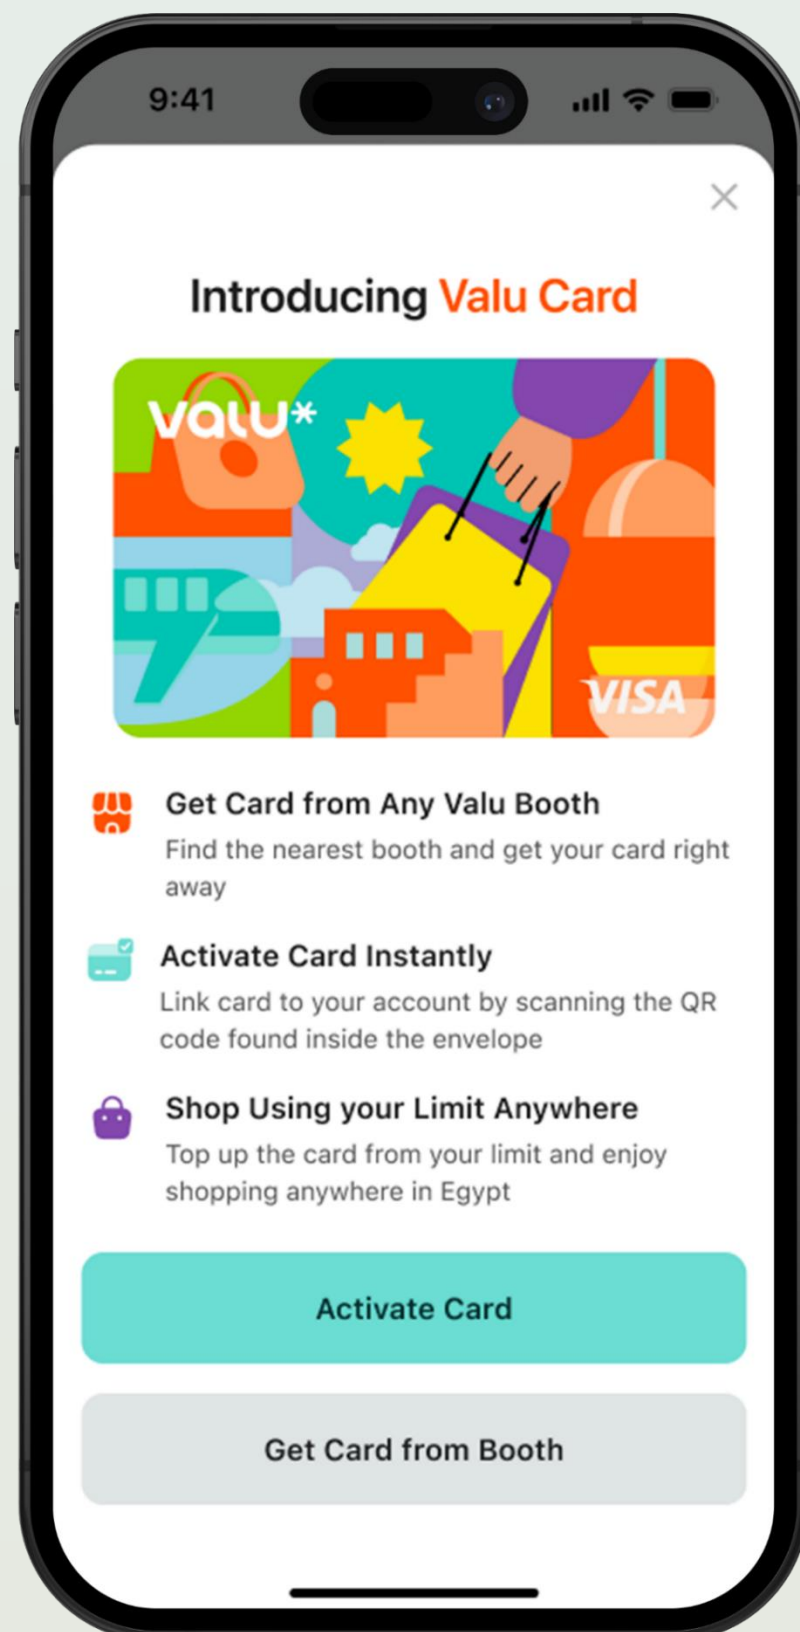 9:41
Introducing Valu Card
valu*
VISA
Get Card from Any Valu Booth
Find the nearest booth and get your card right
away
Activate Card Instantly
Link card to your account by scanning the QR
code found inside the envelope
Shop Using your Limit Anywhere
Top up the card from your limit and enjoy
shopping anywhere in Egypt
Activate Card
Get Card from Booth